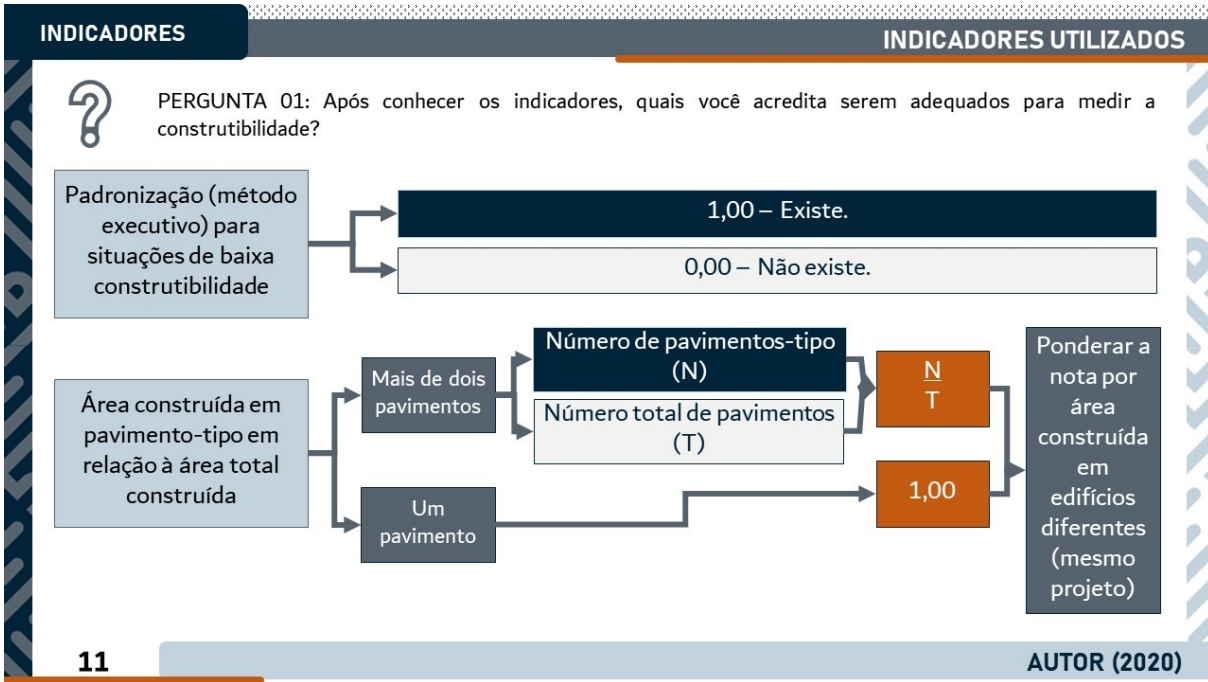 INDICADORES
INDICADORES UTILIZADOS
?
PERGUNTA 01: Após conhecer os indicadores, quais você acredita serem adequados para medir a
construtibilidade?
Padronização (método
executivo) para
situações de baixa
construtibilidade
1,00 – Existe.
0,00 – Não existe.
Área construída em
pavimento-tipo em
relação à área total
construída
Mais de dois
pavimentos
Um
pavimento
Número de pavimentos-tipo
(N)
Número total de pavimentos
(T)
N
T
1,00
Ponderar a
nota por
área
construída
em
edifícios
diferentes
(mesmo
projeto)
11
AUTOR (2020)